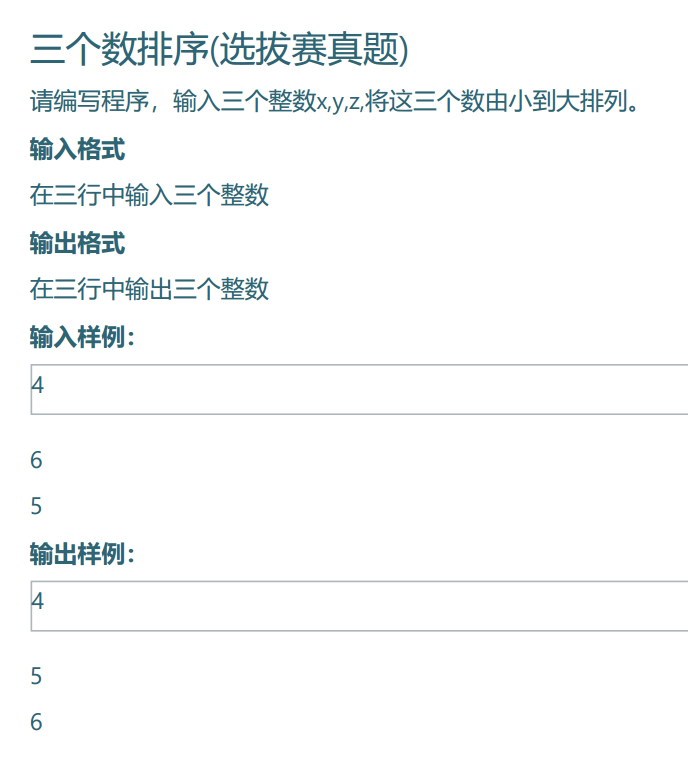 三个数排序(选拔赛真题)
请编写程序，输入三个整数x,y,z,将这三个数由小到大排列。
输入格式
在三行中输入三个整数
输出格式
在三行中输出三个整数
输入样例：
4
6
5
输出样例：
4
5
6